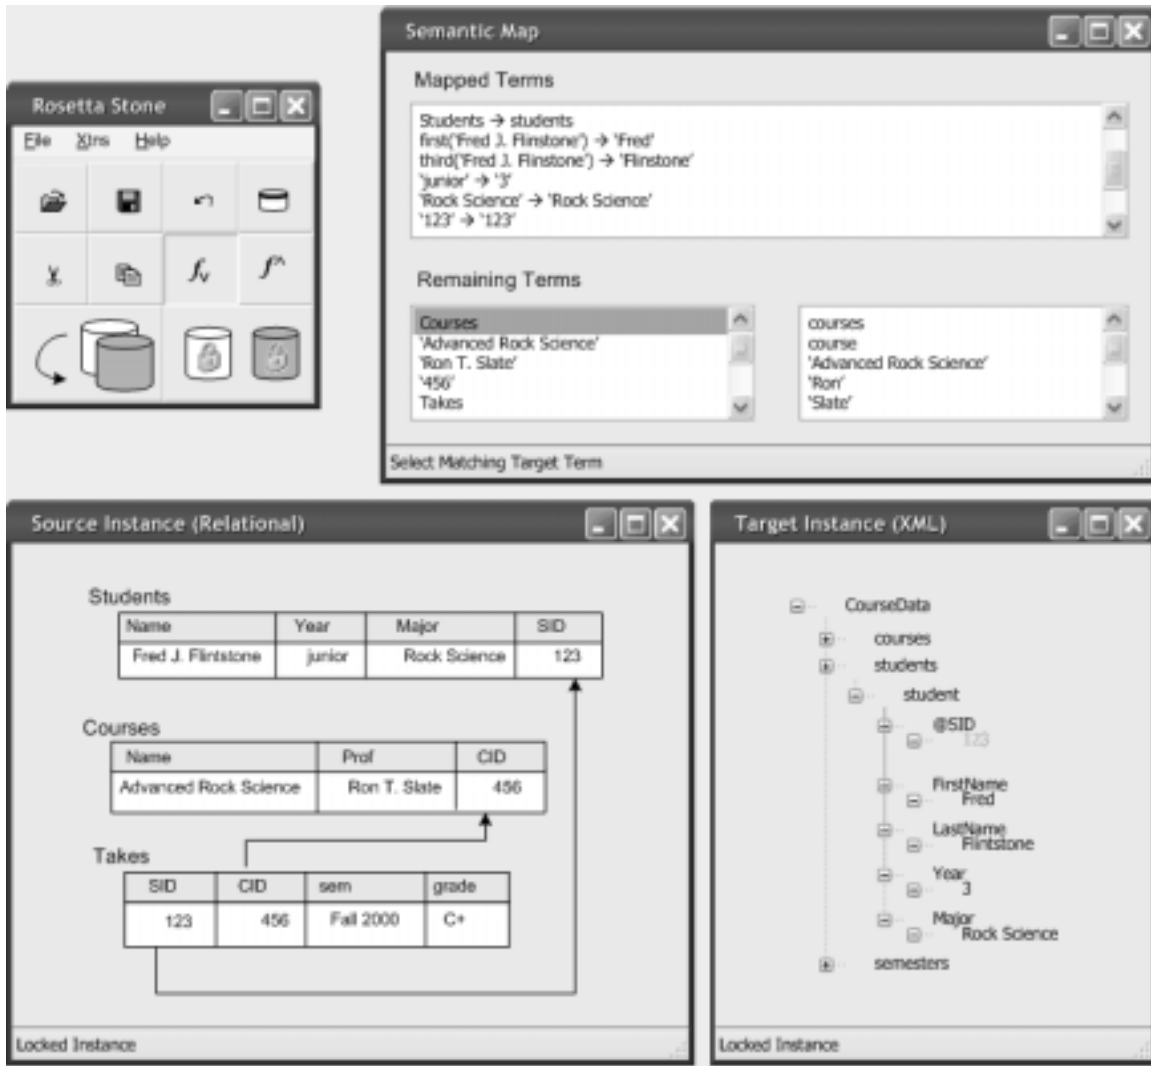 Semantic Map
Mapped Terms
Students → students
first('Fred J. Flinstone') → 'Fred'
third('Fred J. Flinstone') → 'Flinstone'
'junior' → '3'
'Rock Science' → 'Rock Science'
'123' → '123'
Remaining Terms
Courses
'Advanced Rock Science'
'Ron T. Slate'
'456'
Takes
courses
course
'Advanced Rock Science'
'Ron'
'Slate'
Select Matching Target Term
Rosetta Stone
File Xtns Help
fv
f^
Source Instance (Relational)
Students
Name Year Major SID
Fred J. Flintstone junior Rock Science 123
Courses
Name Prof CID
Advanced Rock Science Ron T. Slate 456
Takes
SID CID sem grade
123 456 Fall 2000 C+
Locked Instance
Target Instance (XML)
CourseData
courses
students
student
@SID
123
FirstName
Fred
LastName
Flintstone
Year
3
Major
Rock Science
semesters
Locked Instance